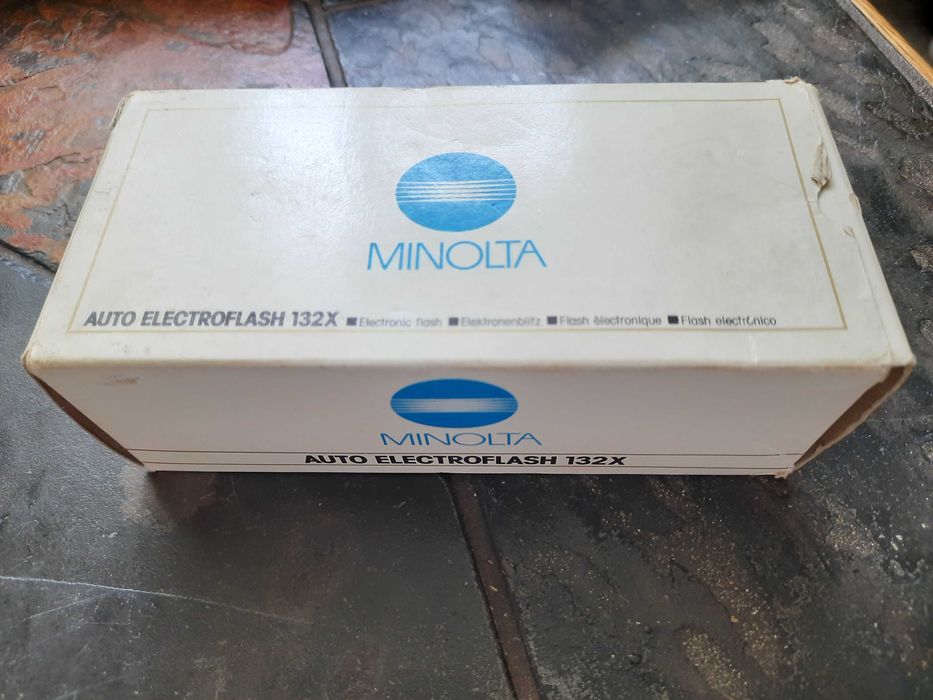 MINOLTA
AUTO ELECTROFLASH 132X ■ Electronic flash ■ Elektronenblitz ■ Flash électronique ■ Flash electrónico
MINOLTA
AUTO ELECTROFLASH 132X